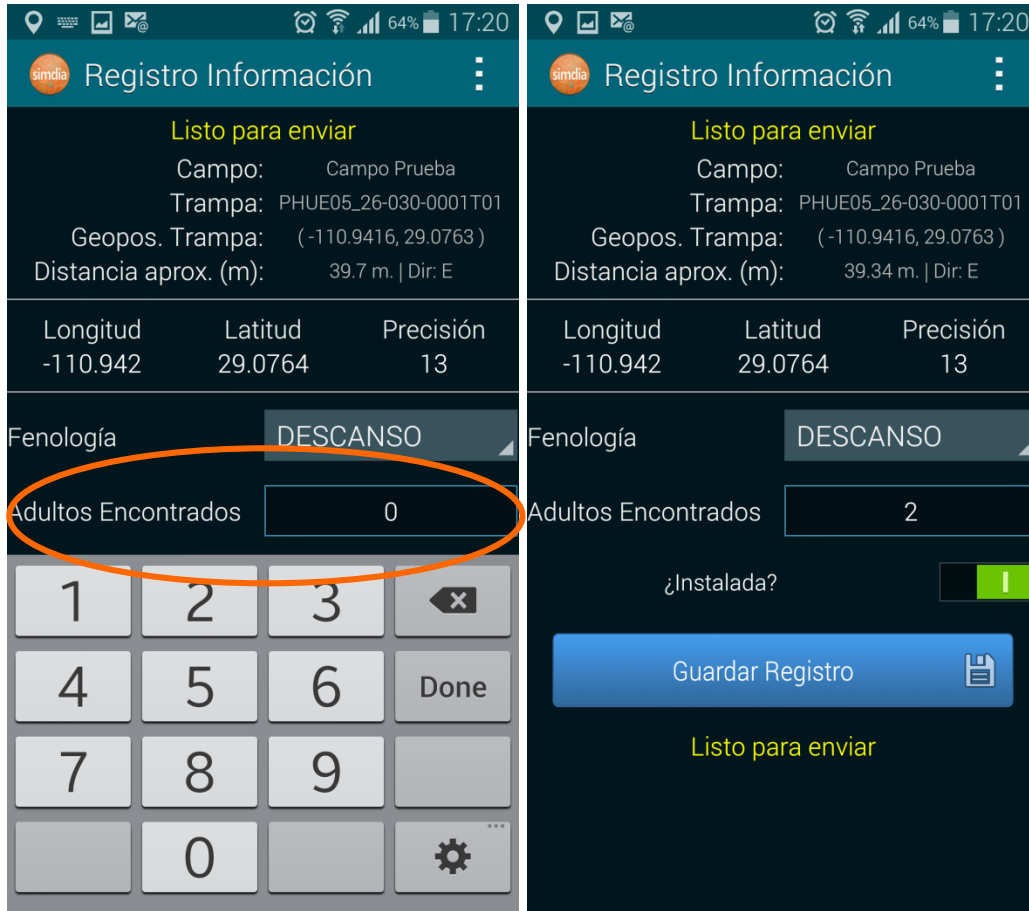 64% 17:20
simdia Registro Información
Listo para enviar
Campo: Campo Prueba
Trampa: PHUE05_26-030-0001T01
Geopos. Trampa: ( -110.9416, 29.0763 )
Distancia aprox. (m): 39.7 m. | Dir: E
Longitud Latitud Precisión
-110.942 29.0764 13
Fenología DESCANSO
Adultos Encontrados 0
1 2 3
4 5 6 Done
7 8 9
0
64% 17:20
simdia Registro Información
Listo para enviar
Campo: Campo Prueba
Trampa: PHUE05_26-030-0001T01
Geopos. Trampa: ( -110.9416, 29.0763 )
Distancia aprox. (m): 39.34 m. | Dir: E
Longitud Latitud Precisión
-110.942 29.0764 13
Fenología DESCANSO
Adultos Encontrados 2
¿Instalada?
Guardar Registro
Listo para enviar